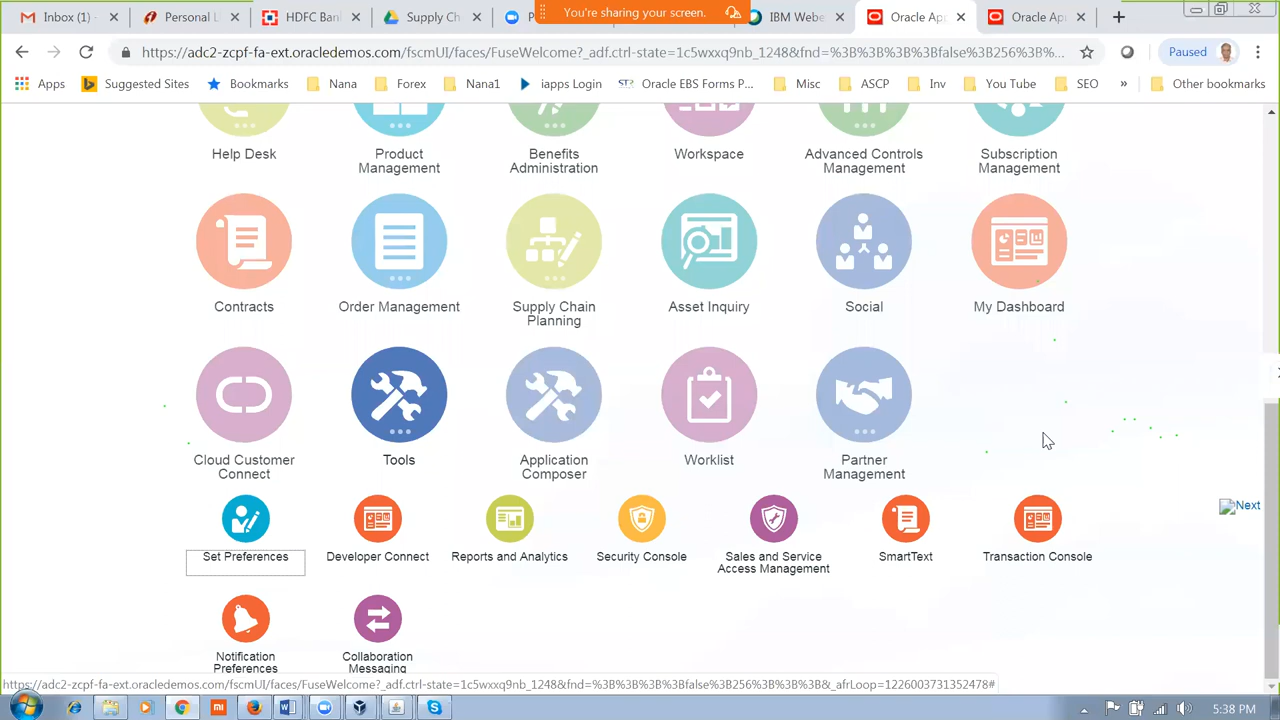 Inbox (1)
Personal L
HDFC Ban
Supply Ch
P
You're sharing your screen.
IBM Webe
Oracle Ap
Oracle Ap
https://adc2-zcpf-fa-ext.oracledemos.com/fscmUI/faces/FuseWelcome?_adf.ctrl-state=1c5wxxq9nb_1248&fnd=%3B%3B%3B%3Bfalse%3B256%3B%3B%...
Paused
Apps
Suggested Sites
Bookmarks
Nana
Forex
Nana1
iapps Login
Oracle EBS Forms P...
Misc
ASCP
Inv
You Tube
SEO
»
Other bookmarks
Help Desk
Product
Management
Benefits
Administration
Workspace
Advanced Controls
Management
Subscription
Management
Contracts
Order Management
Supply Chain
Planning
Asset Inquiry
Social
My Dashboard
Cloud Customer
Connect
Tools
Application
Composer
Worklist
Partner
Management
Next
Set Preferences
Developer Connect
Reports and Analytics
Security Console
Sales and Service
Access Management
SmartText
Transaction Console
Notification
Preferences
Collaboration
Messaging
https://adc2-zcpf-fa-ext.oracledemos.com/fscmUI/faces/FuseWelcome?_adf.ctrl-state=1c5wxxq9nb_1248&fnd=%3B%3B%3B%3Bfalse%3B256%3B%3B%3B&_afrLoop=1226003731352478#
5:38 PM